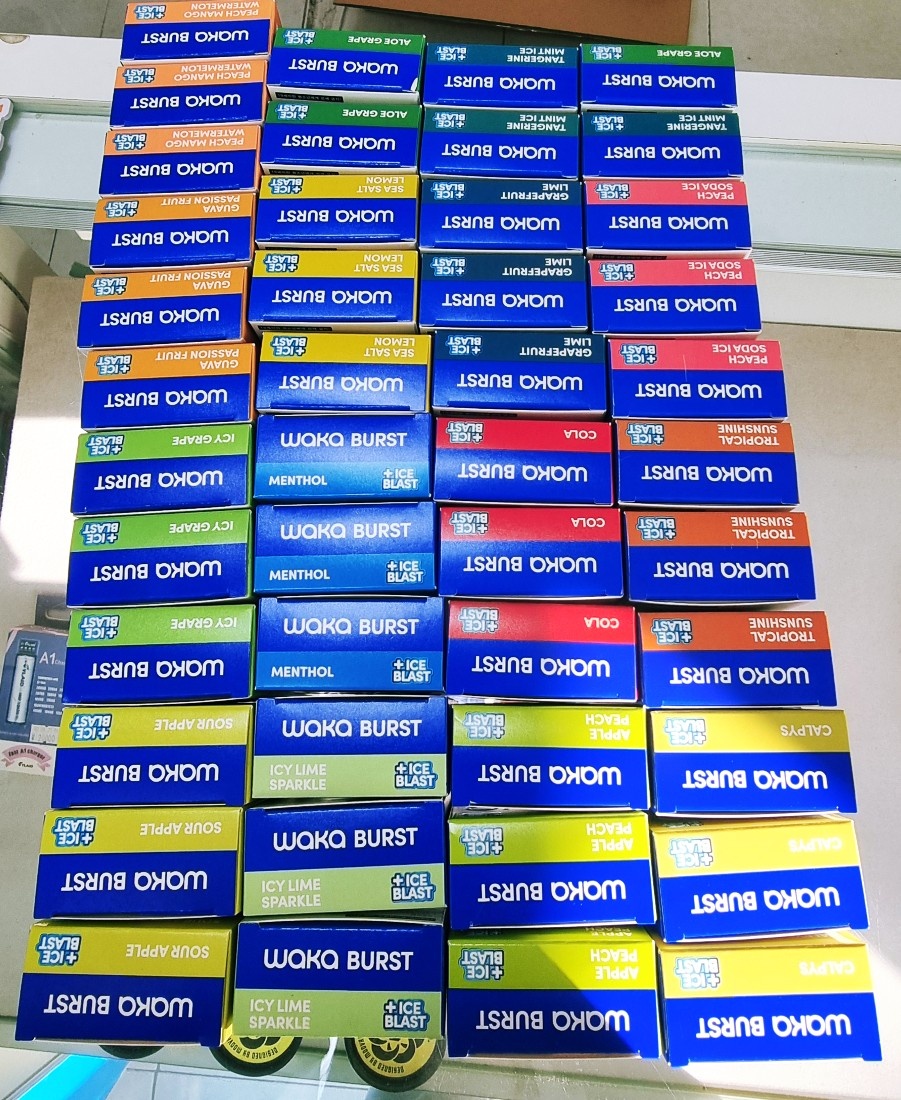 waka BURST
PEACH MANGO
WATERMELON
+ICE
BLAST
waka BURST
PEACH MANGO
WATERMELON
+ICE
BLAST
waka BURST
PEACH MANGO
WATERMELON
+ICE
BLAST
waka BURST
GUAVA
PASSION FRUIT
+ICE
BLAST
waka BURST
GUAVA
PASSION FRUIT
+ICE
BLAST
waka BURST
GUAVA
PASSION FRUIT
+ICE
BLAST
waka BURST
ICY GRAPE
+ICE
BLAST
waka BURST
ICY GRAPE
+ICE
BLAST
waka BURST
ICY GRAPE
+ICE
BLAST
waka BURST
SOUR APPLE
+ICE
BLAST
waka BURST
SOUR APPLE
+ICE
BLAST
waka BURST
SOUR APPLE
+ICE
BLAST
waka BURST
ALOE GRAPE
+ICE
BLAST
waka BURST
ALOE GRAPE
+ICE
BLAST
waka BURST
SEA SALT
LEMON
+ICE
BLAST
waka BURST
SEA SALT
LEMON
+ICE
BLAST
waka BURST
SEA SALT
LEMON
+ICE
BLAST
waka BURST
MENTHOL
+ICE
BLAST
waka BURST
MENTHOL
+ICE
BLAST
waka BURST
MENTHOL
+ICE
BLAST
waka BURST
ICY LIME
SPARKLE
+ICE
BLAST
waka BURST
ICY LIME
SPARKLE
+ICE
BLAST
waka BURST
ICY LIME
SPARKLE
+ICE
BLAST
waka BURST
TANGERINE
MINT ICE
+ICE
BLAST
waka BURST
TANGERINE
MINT ICE
+ICE
BLAST
waka BURST
GRAPEFRUIT
LIME
+ICE
BLAST
waka BURST
GRAPEFRUIT
LIME
+ICE
BLAST
waka BURST
GRAPEFRUIT
LIME
+ICE
BLAST
waka BURST
COLA
+ICE
BLAST
waka BURST
COLA
+ICE
BLAST
waka BURST
COLA
+ICE
BLAST
waka BURST
APPLE
PEACH
+ICE
BLAST
waka BURST
APPLE
PEACH
+ICE
BLAST
waka BURST
APPLE
PEACH
+ICE
BLAST
waka BURST
ALOE GRAPE
+ICE
BLAST
waka BURST
TANGERINE
MINT ICE
+ICE
BLAST
waka BURST
PEACH
SODA ICE
+ICE
BLAST
waka BURST
PEACH
SODA ICE
+ICE
BLAST
waka BURST
PEACH
SODA ICE
+ICE
BLAST
waka BURST
TROPICAL
SUNSHINE
+ICE
BLAST
waka BURST
TROPICAL
SUNSHINE
+ICE
BLAST
waka BURST
TROPICAL
SUNSHINE
+ICE
BLAST
waka BURST
CALPYS
+ICE
BLAST
waka BURST
CALPYS
+ICE
BLAST
waka BURST
CALPYS
+ICE
BLAST
A1